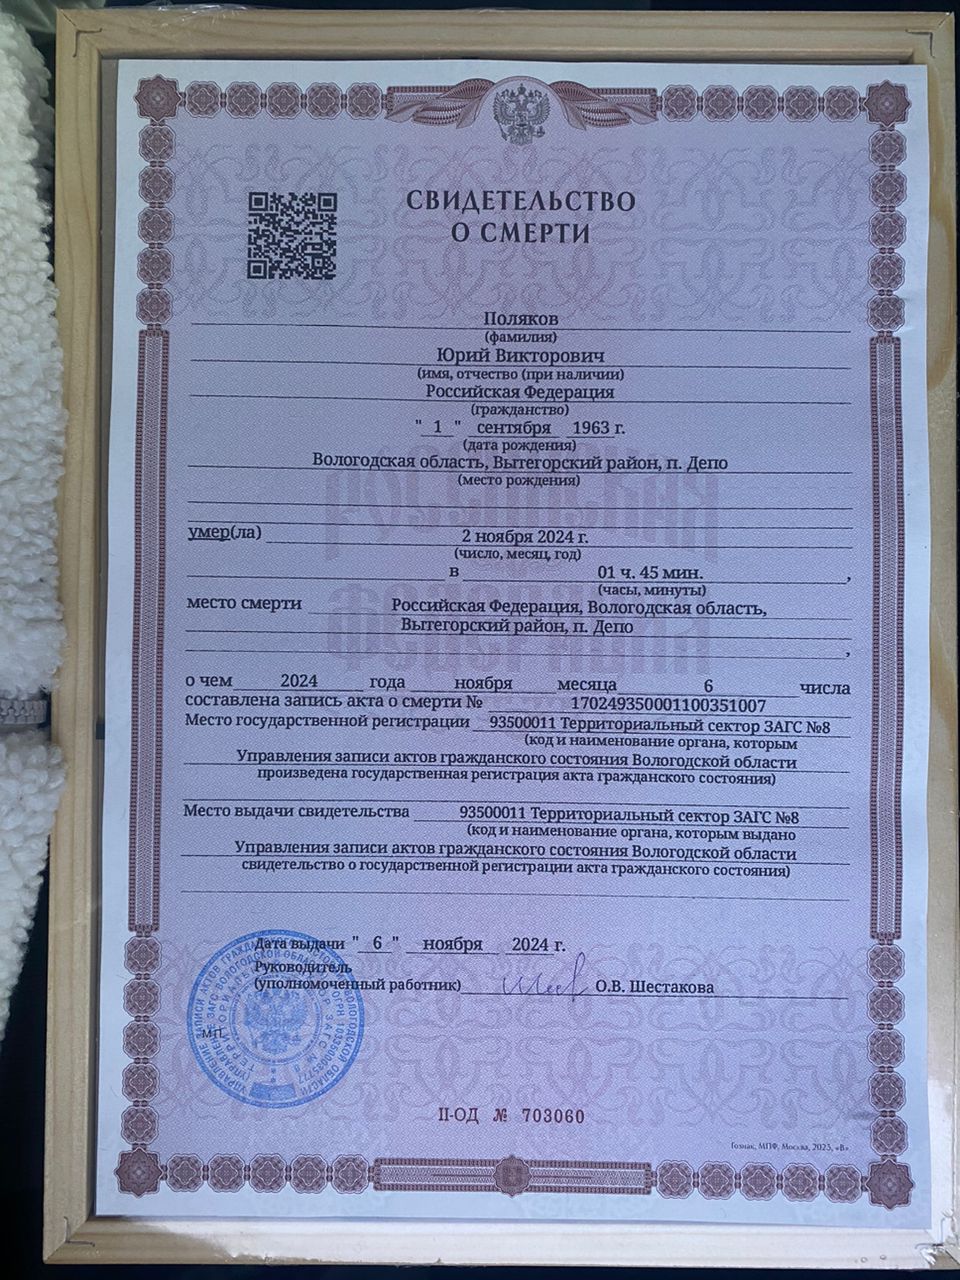 СВИДЕТЕЛЬСТВО
О СМЕРТИ
Поляков
(фамилия)
Юрий Викторович
(имя, отчество (при наличии)
Российская Федерация
(гражданство)
" 1 " сентября 1963 г.
(дата рождения)
Вологодская область, Вытегорский район, п. Депо
(место рождения)
умер(ла) 2 ноября 2024 г.
(число, месяц, год)
в 01 ч. 45 мин. ,
(часы, минуты)
место смерти Российская Федерация, Вологодская область,
Вытегорский район, п. Депо
,
о чем 2024 года ноября месяца 6 числа
составлена запись акта о смерти № 170249350001100351007
Место государственной регистрации 93500011 Территориальный сектор ЗАГС №8
(код и наименование органа, которым
Управления записи актов гражданского состояния Вологодской области
произведена государственная регистрация акта гражданского состояния)
Место выдачи свидетельства 93500011 Территориальный сектор ЗАГС №8
(код и наименование органа, которым выдано
Управления записи актов гражданского состояния Вологодской области
свидетельство о государственной регистрации акта гражданского состояния)
Дата выдачи " 6 " ноября 2024 г.
Руководитель
(уполномоченный работник) О.В. Шестакова
МП
II-ОД № 703060
Гознак, МПФ, Москва, 2023, «В»